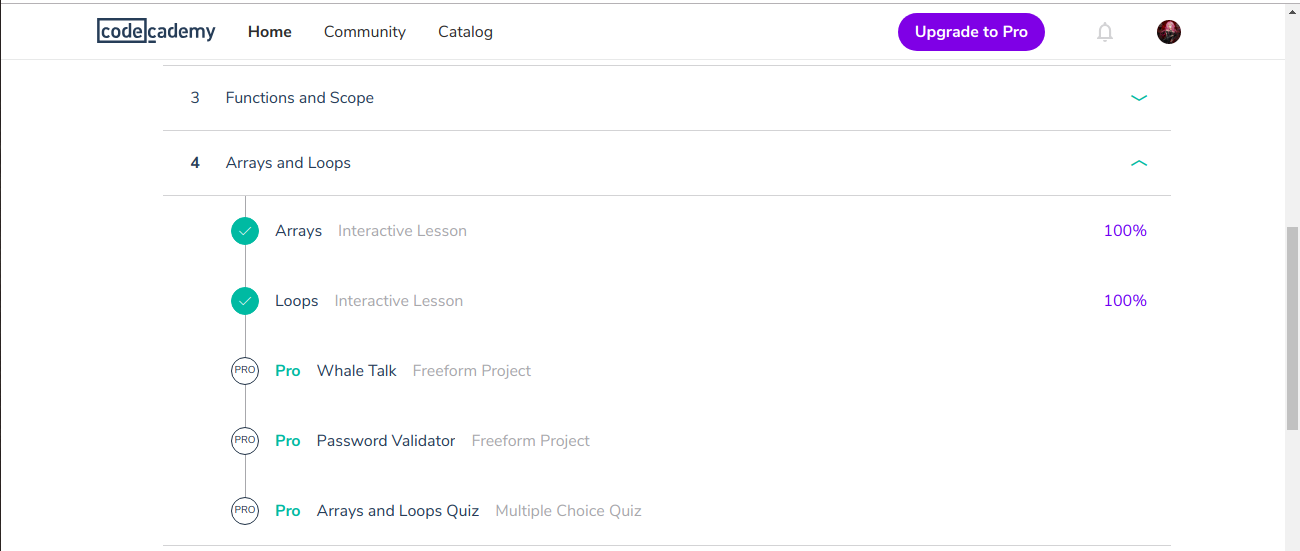 codecademy Home Community Catalog Upgrade to Pro
3 Functions and Scope
4 Arrays and Loops
Arrays Interactive Lesson 100%
Loops Interactive Lesson 100%
PRO Pro Whale Talk Freeform Project
PRO Pro Password Validator Freeform Project
PRO Pro Arrays and Loops Quiz Multiple Choice Quiz